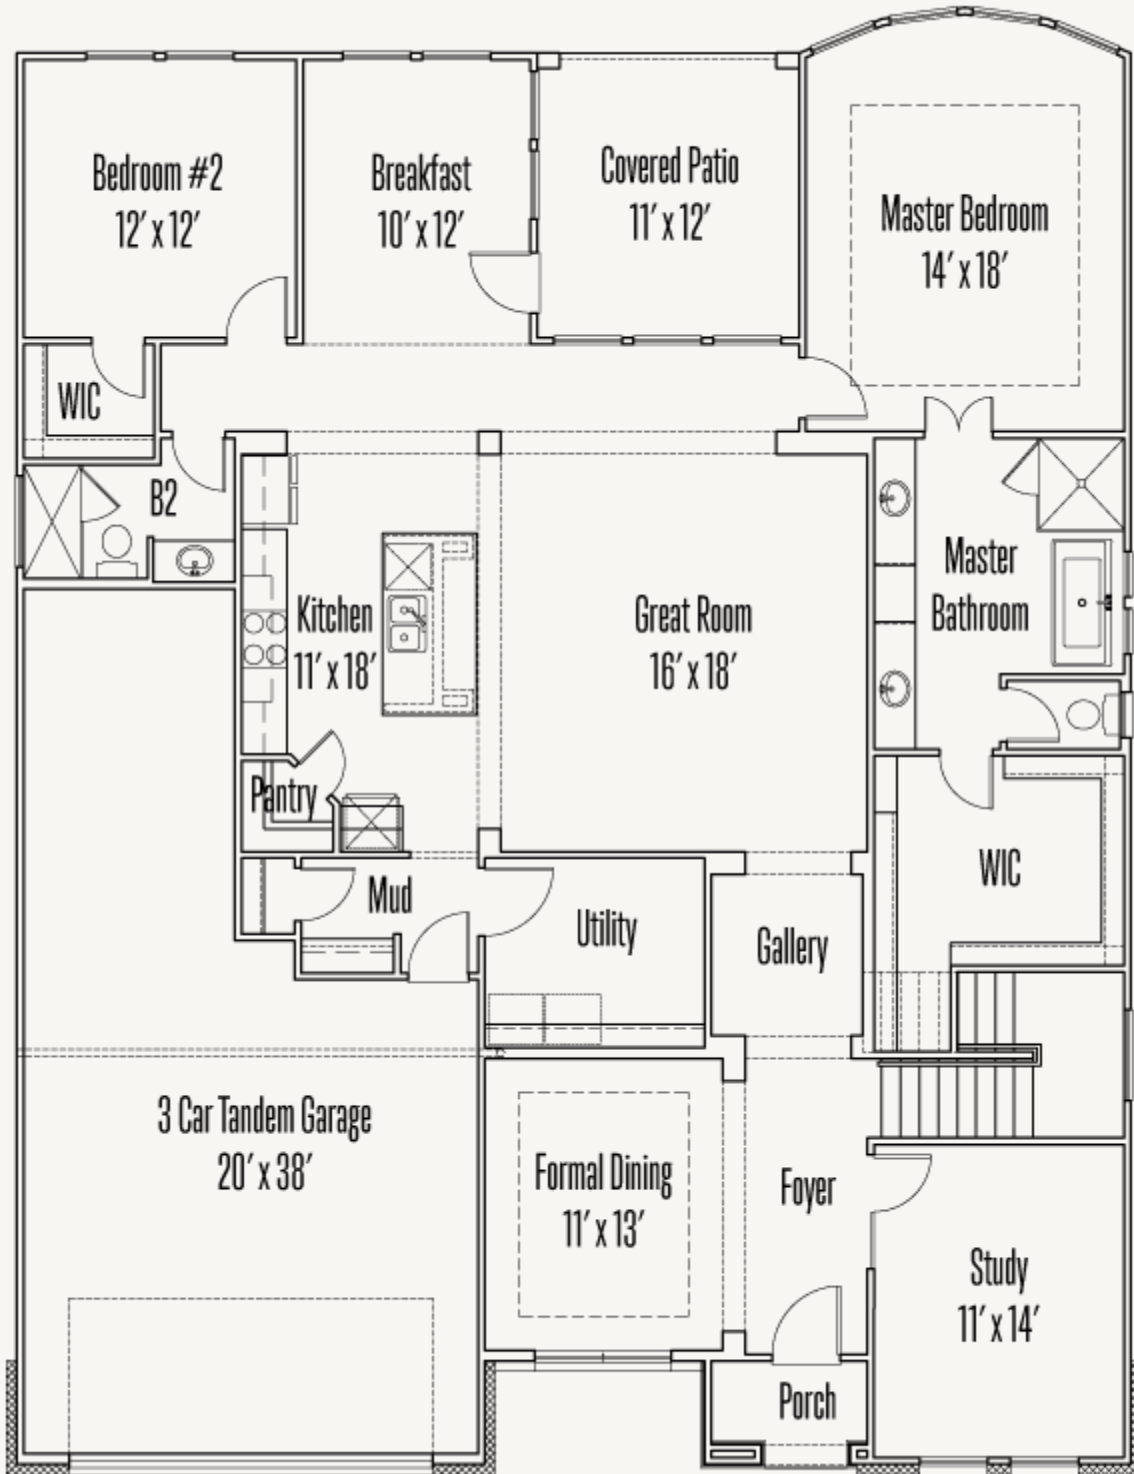 Bedroom #2
12' x 12'
Breakfast
10' x 12'
Covered Patio
11' x 12'
Master Bedroom
14' x 18'
WIC
B2
Kitchen
11' x 18'
Great Room
16' x 18'
Master
Bathroom
Pantry
Mud
Utility
Gallery
WIC
3 Car Tandem Garage
20' x 38'
Formal Dining
11' x 13'
Foyer
Study
11' x 14'
Porch